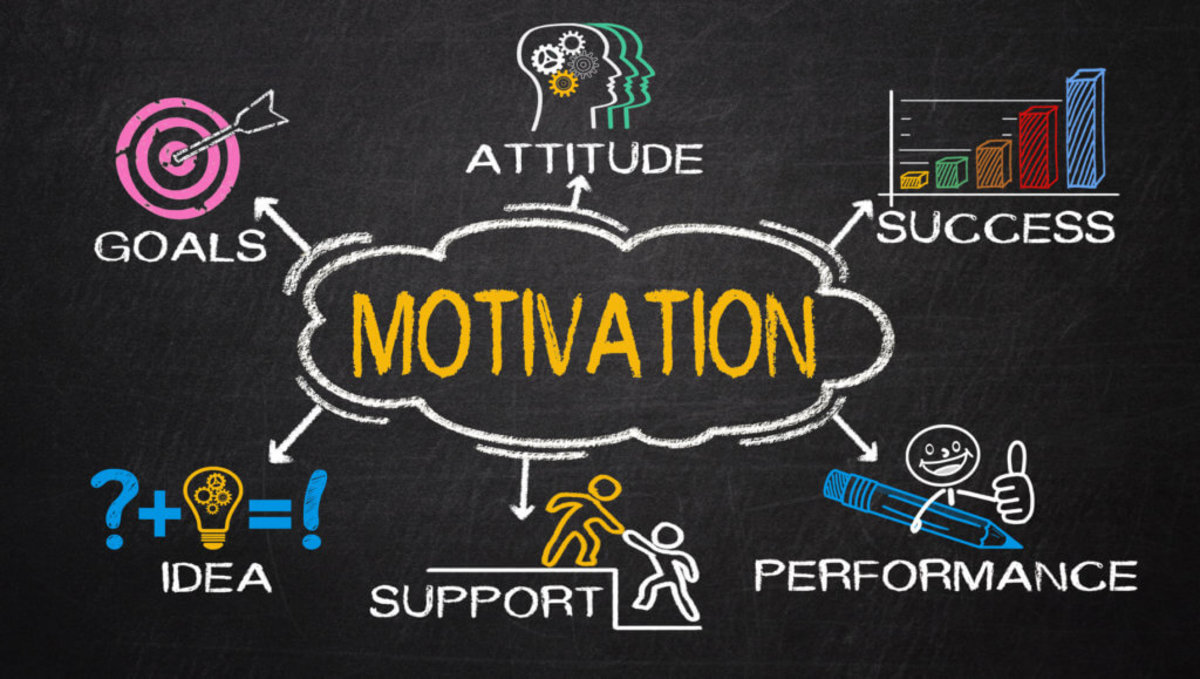 ATTITUDE
GOALS
SUCCESS
MOTIVATION
?+=!
IDEA
SUPPORT
PERFORMANCE